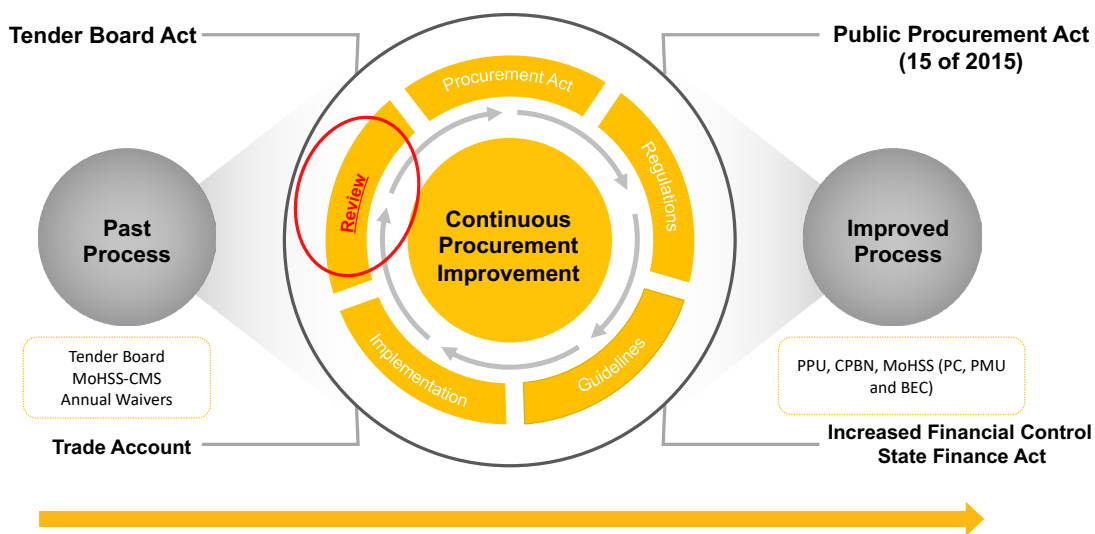 Tender Board Act
Public Procurement Act
(15 of 2015)
Procurement Act
Regulations
Review
Past
Process
Continuous
Procurement
Improvement
Improved
Process
Implementation
Guidelines
Tender Board
MoHSS-CMS
Annual Waivers
PPU, CPBN, MoHSS (PC, PMU
and BEC)
Trade Account
Increased Financial Control
State Finance Act